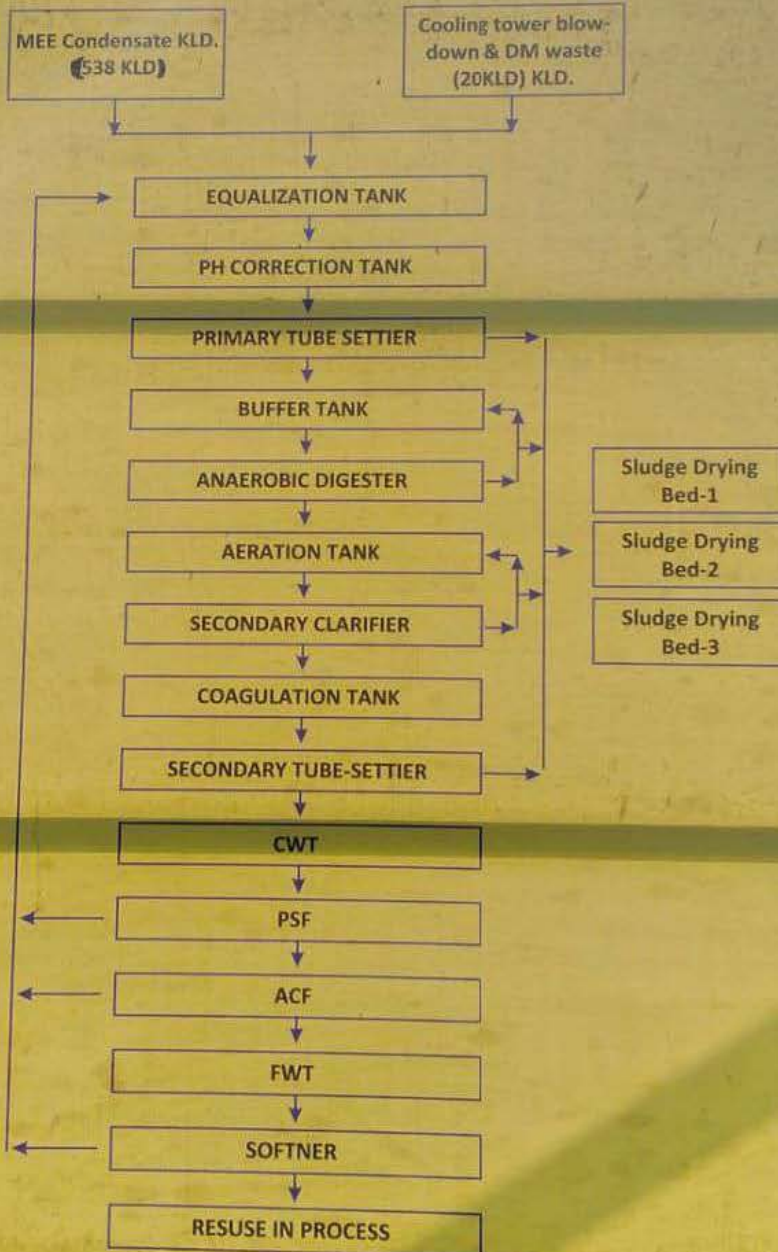 MEE Condensate KLD.
(538 KLD)
Cooling tower blow-
down & DM waste
(20KLD) KLD.
EQUALIZATION TANK
PH CORRECTION TANK
PRIMARY TUBE SETTIER
BUFFER TANK
ANAEROBIC DIGESTER
AERATION TANK
SECONDARY CLARIFIER
COAGULATION TANK
SECONDARY TUBE-SETTIER
Sludge Drying
Bed-1
Sludge Drying
Bed-2
Sludge Drying
Bed-3
CWT
PSF
ACF
FWT
SOFTNER
RESUSE IN PROCESS